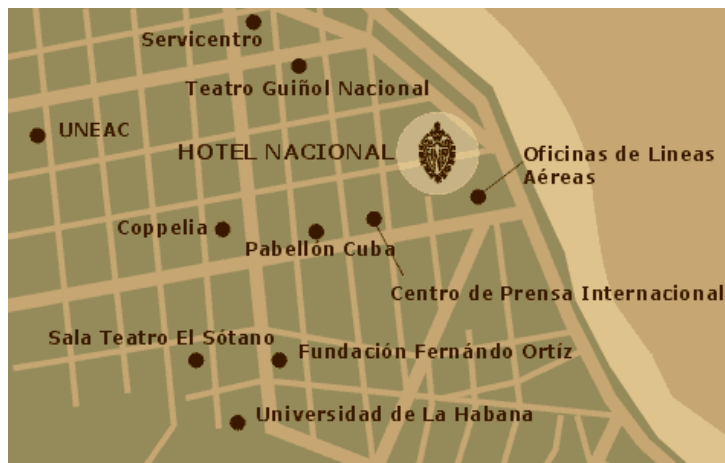 Servicentro
Teatro Guiñol Nacional
UNEAC
HOTEL NACIONAL
Oficinas de Lineas
Aéreas
Coppelia
Pabellón Cuba
Centro de Prensa Internacional
Sala Teatro El Sótano
Fundación Fernándo Ortíz
Universidad de La Habana